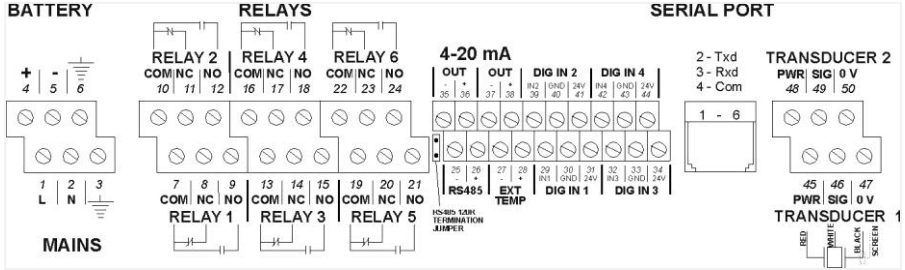 BATTERY
RELAYS
SERIAL PORT
RELAY 2 RELAY 4 RELAY 6
COM NC NO COM NC NO COM NC NO
10 11 12 16 17 18 22 23 24
+ - 
4 5 6
4-20 mA
OUT OUT DIG IN 2 DIG IN 4
- + - + IN2 GND 24V IN4 GND 24V
35 36 37 38 39 40 41 42 43 44
2 - Txd
3 - Rxd
4 - Com
1 - 6
TRANSDUCER 2
PWR SIG 0 V
48 49 50
1 2 3
L N
MAINS
7 8 9 13 14 15 19 20 21
COM NC NO COM NC NO COM NC NO
RELAY 1 RELAY 3 RELAY 5
25 26 27 28 29 30 31 32 33 34
- + - + IN1 GND 24V IN3 GND 24V
RS485 EXT TEMP DIG IN 1 DIG IN 3
RS485 120R
TERMINATION
JUMPER
45 46 47
PWR SIG 0 V
TRANSDUCER 1
RED WHITE BLACK SCREEN